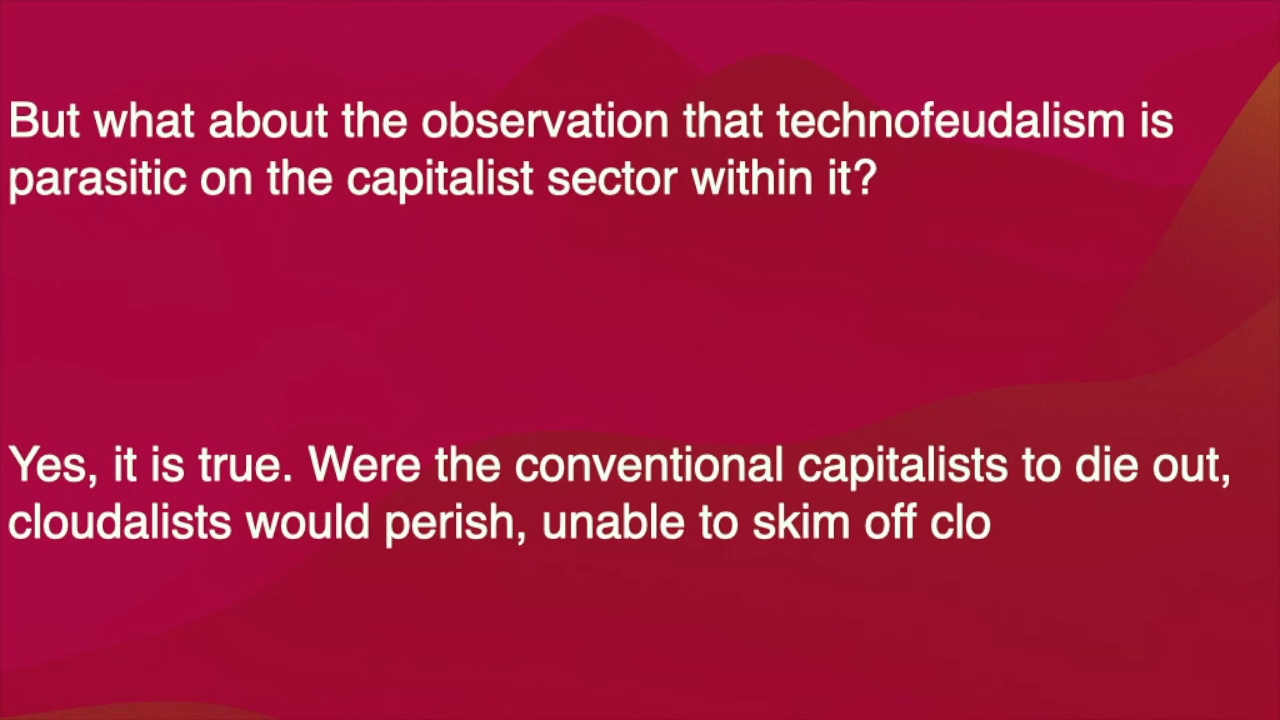 But what about the observation that technofeudalism is
parasitic on the capitalist sector within it?
Yes, it is true. Were the conventional capitalists to die out,
cloudalists would perish, unable to skim off clo